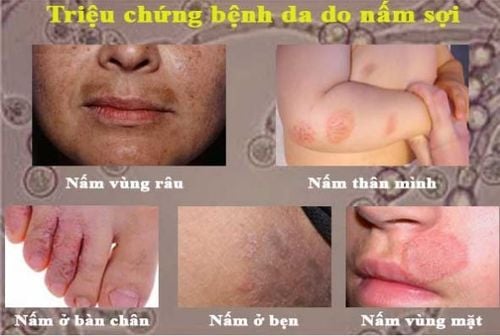 Triệu chứng bệnh da do nấm sợi
Nấm vùng râu
Nấm thân mình
Nấm ở bàn chân
Nấm ở bẹn
Nấm vùng mặt